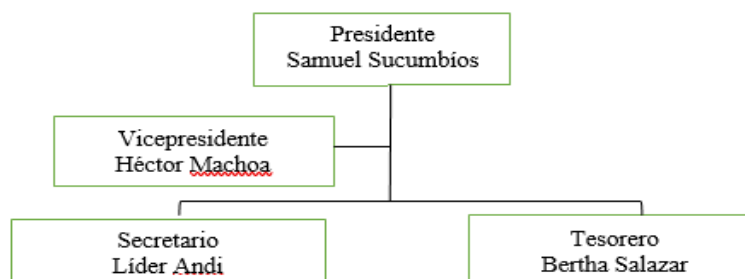 Presidente
Samuel Sucumbíos
Vicepresidente
Héctor Machoa
Secretario
Líder Andi
Tesorero
Bertha Salazar